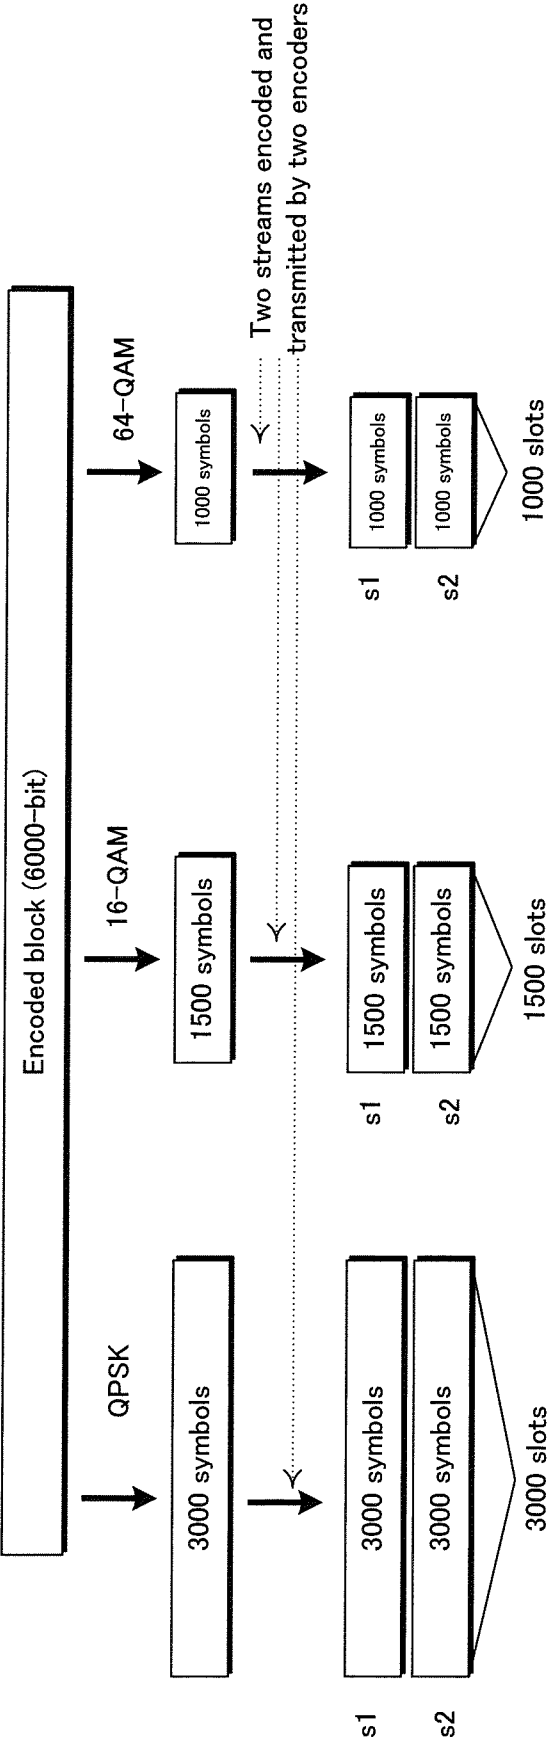 Encoded block (6000-bit)
QPSK
16-QAM
64-QAM
3000 symbols
1500 symbols
1000 symbols
Two streams encoded and
transmitted by two encoders
s1
3000 symbols
s2
3000 symbols
3000 slots
s1
1500 symbols
s2
1500 symbols
1500 slots
s1
1000 symbols
s2
1000 symbols
1000 slots